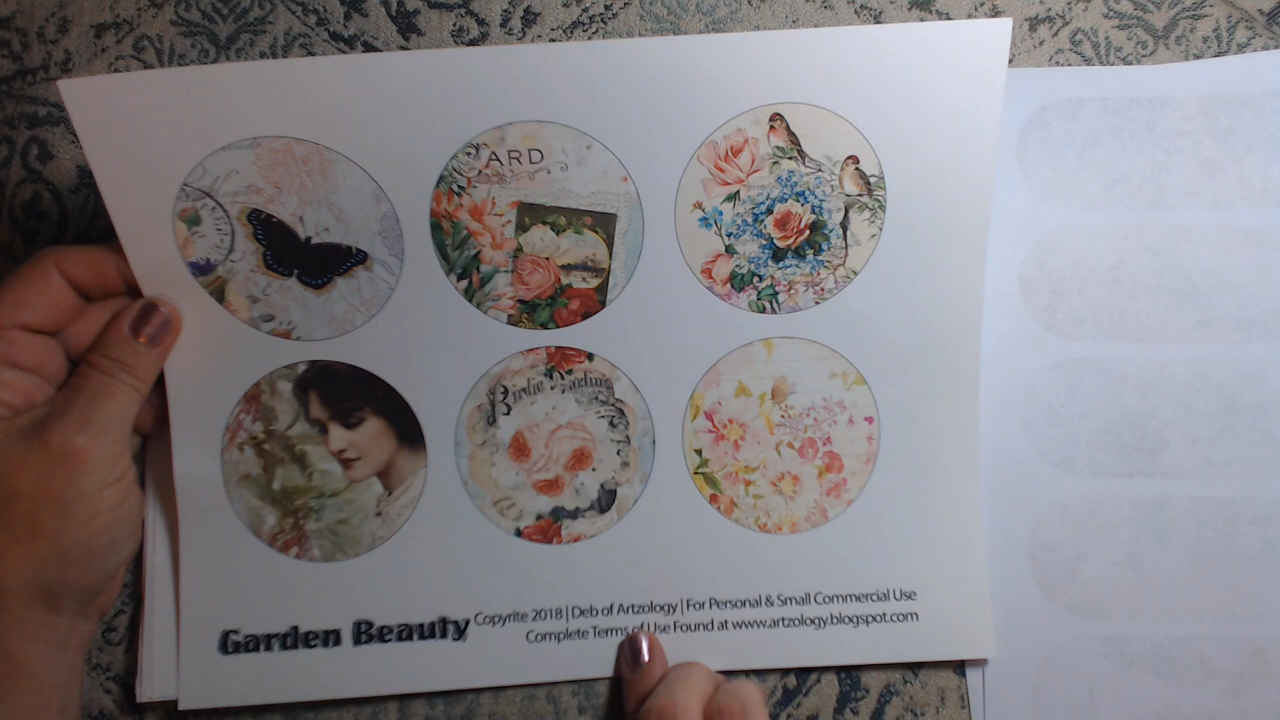 ARD
Birdie Darling
Garden Beauty
Copyrite 2018 | Deb of Artzology | For Personal & Small Commercial Use
Complete Terms of Use Found at www.artzology.blogspot.com